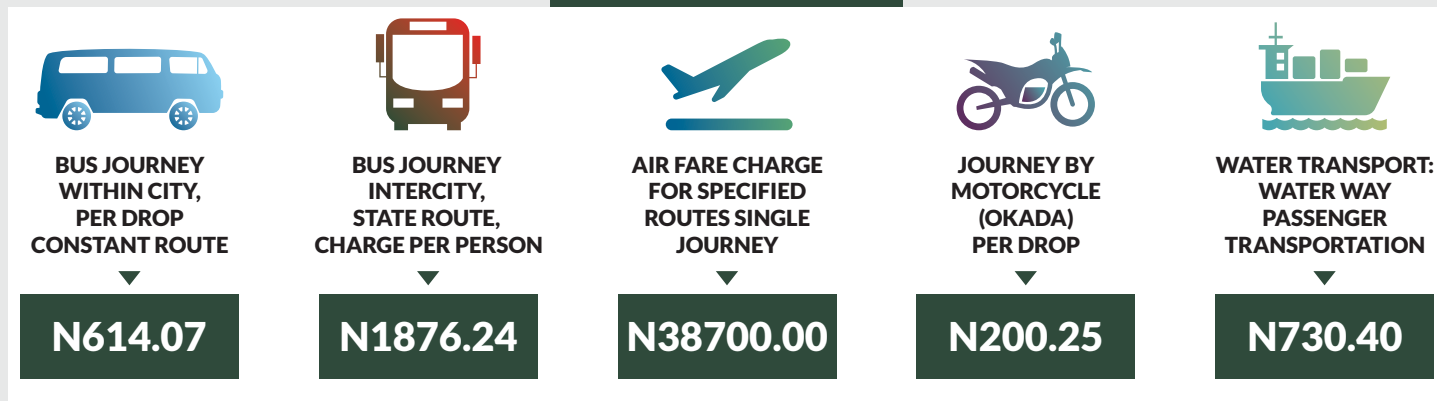 BUS JOURNEY
WITHIN CITY,
PER DROP
CONSTANT ROUTE
N614.07
BUS JOURNEY
INTERCITY,
STATE ROUTE,
CHARGE PER PERSON
N1876.24
AIR FARE CHARGE
FOR SPECIFIED
ROUTES SINGLE
JOURNEY
N38700.00
JOURNEY BY
MOTORCYCLE
(OKADA)
PER DROP
N200.25
WATER TRANSPORT:
WATER WAY
PASSENGER
TRANSPORTATION
N730.40